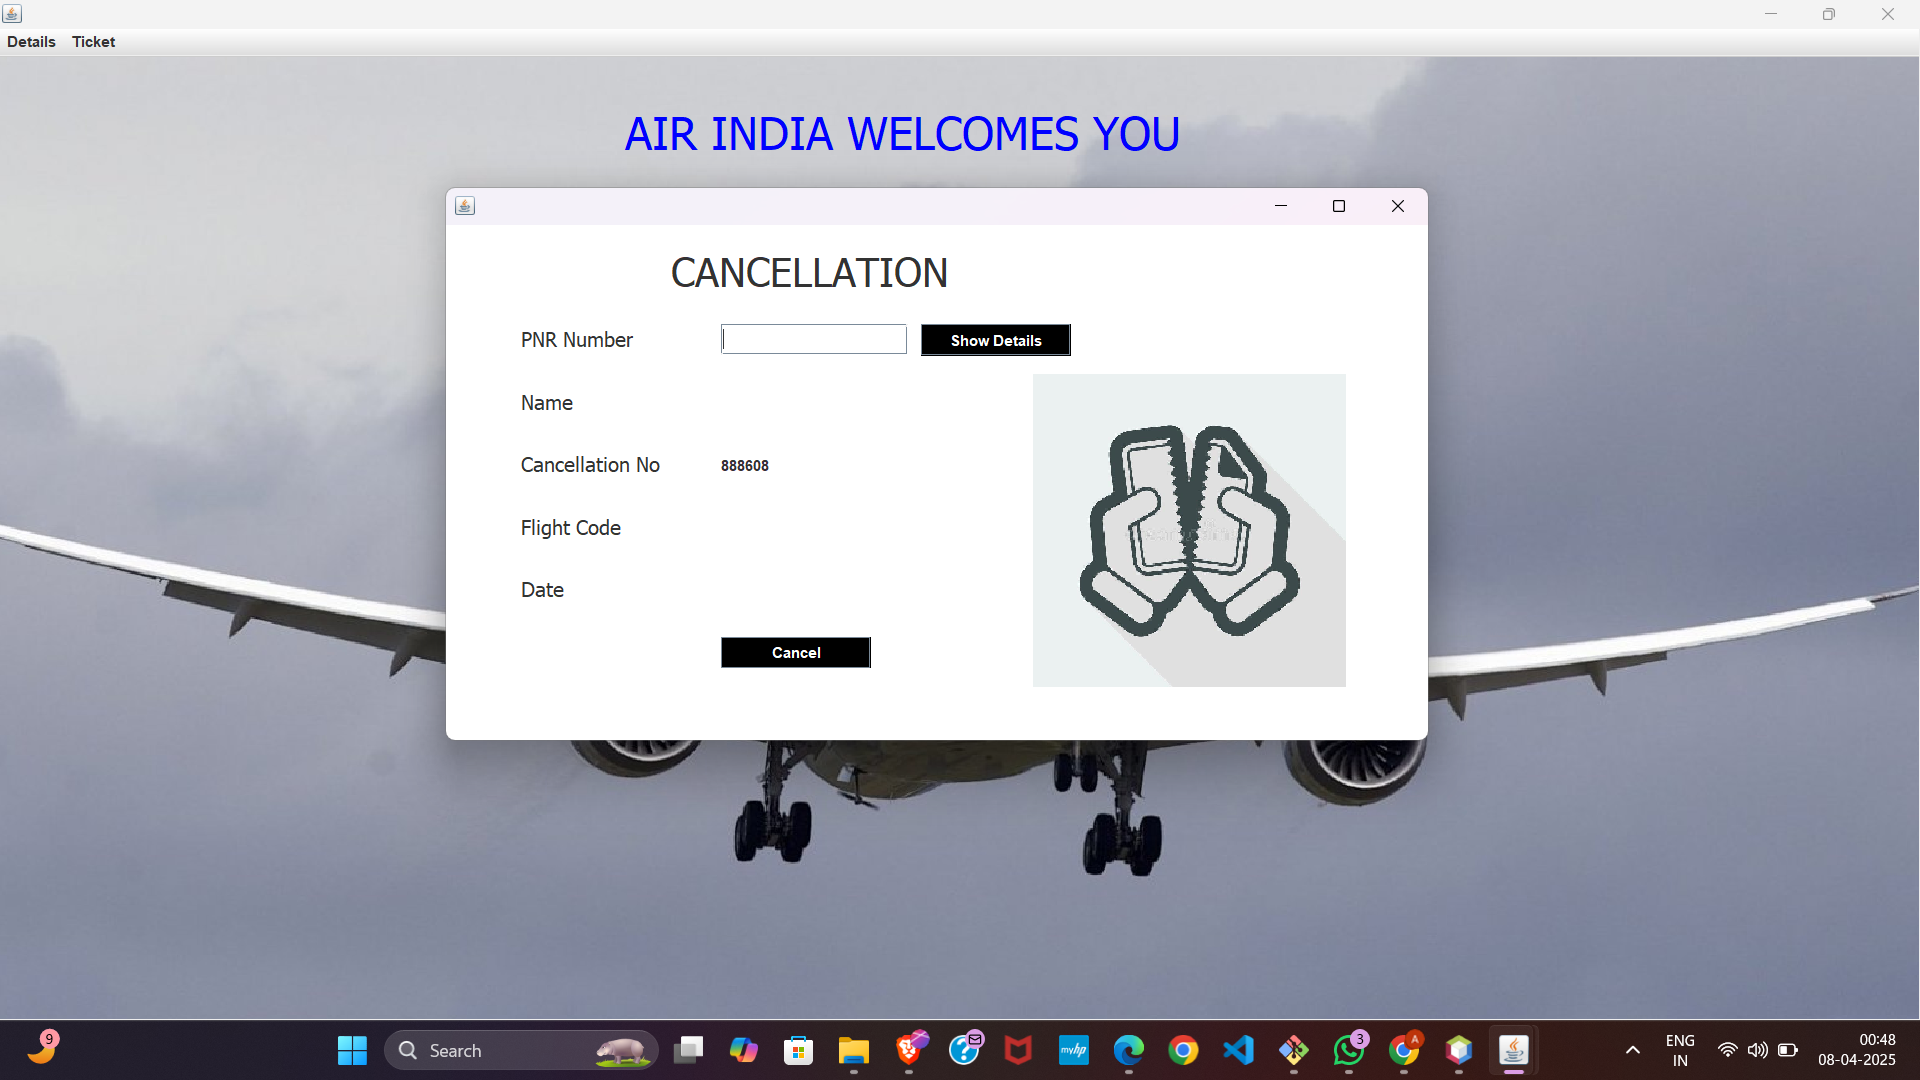 Details Ticket
AIR INDIA WELCOMES YOU
CANCELLATION
PNR Number Show Details
Name
Cancellation No 888608
Flight Code
Date
Cancel
9 Search myhp 3 A ENG 00:48
IN 08-04-2025